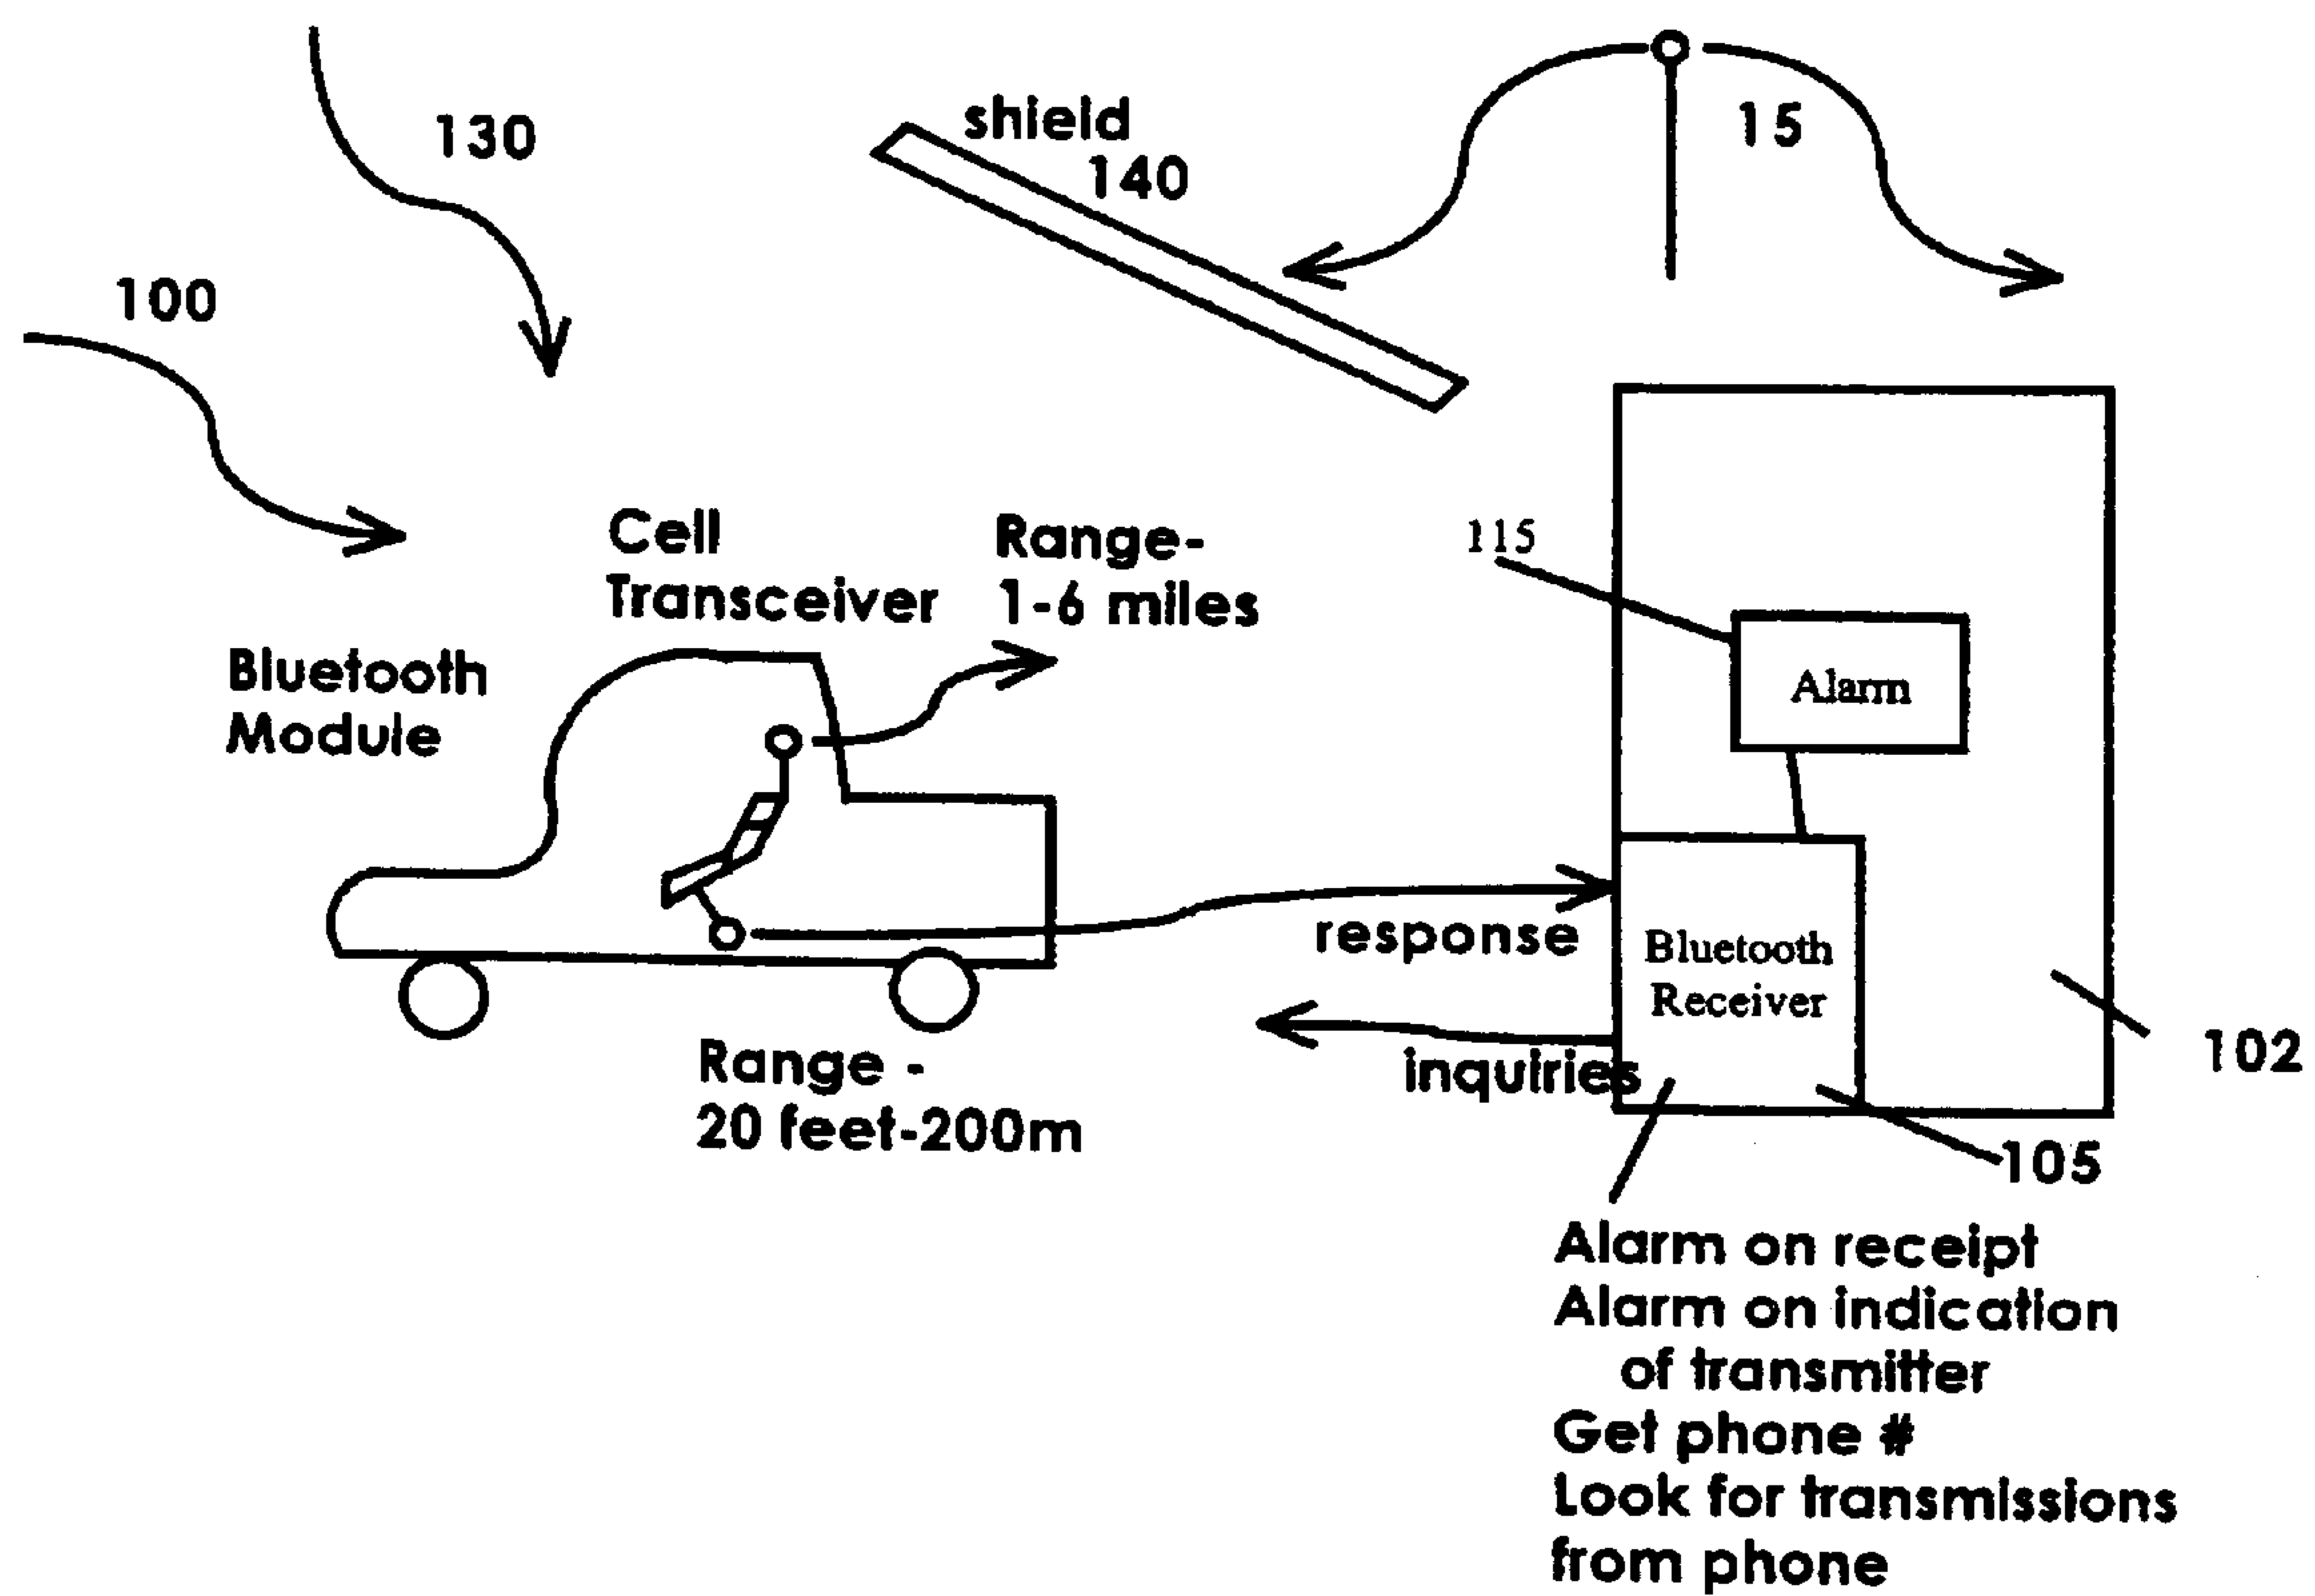 130
shield
140
15
100
Cell
Transceiver
Range-
1-6 miles
115
Bluetooth
Module
Alarm
response
Bluetooth
Receiver
inquiries
102
Range -
20 feet-200m
105
Alarm on receipt
Alarm on indication
of transmitter
Get phone #
Look for transmissions
from phone